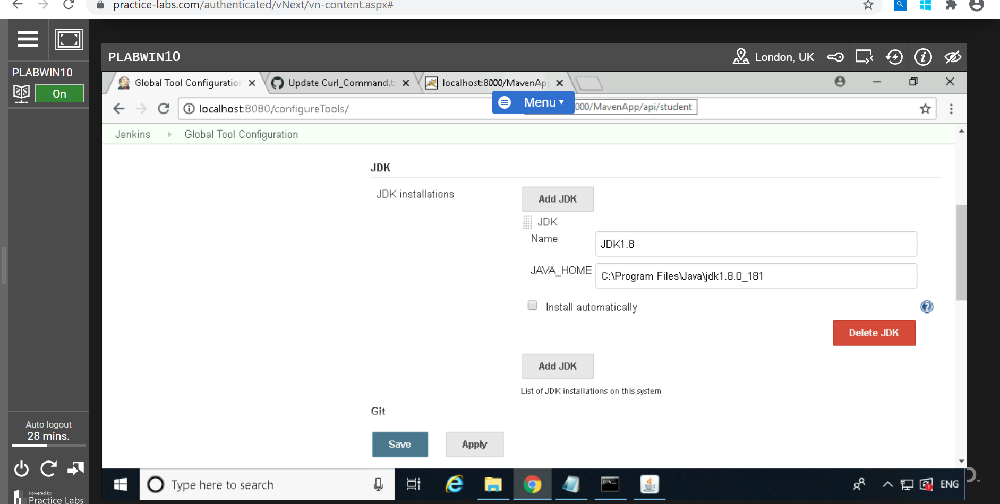 practice-labs.com/authenticated/vNext/vn-content.aspx#
PLABWIN10
London, UK
PLABWIN10
On
Global Tool Configuration
Update Curl_Command.t
localhost:8000/MavenAp
localhost:8080/configureTools/
Menu
000/MavenApp/api/student
Jenkins
Global Tool Configuration
JDK
JDK installations
Add JDK
JDK
Name
JDK1.8
JAVA_HOME
C:\Program Files\Java\jdk1.8.0_181
Install automatically
Delete JDK
Add JDK
List of JDK installations on this system
Git
Save
Apply
Auto logout
28 mins.
Type here to search
ENG
Powered by
Practice Labs